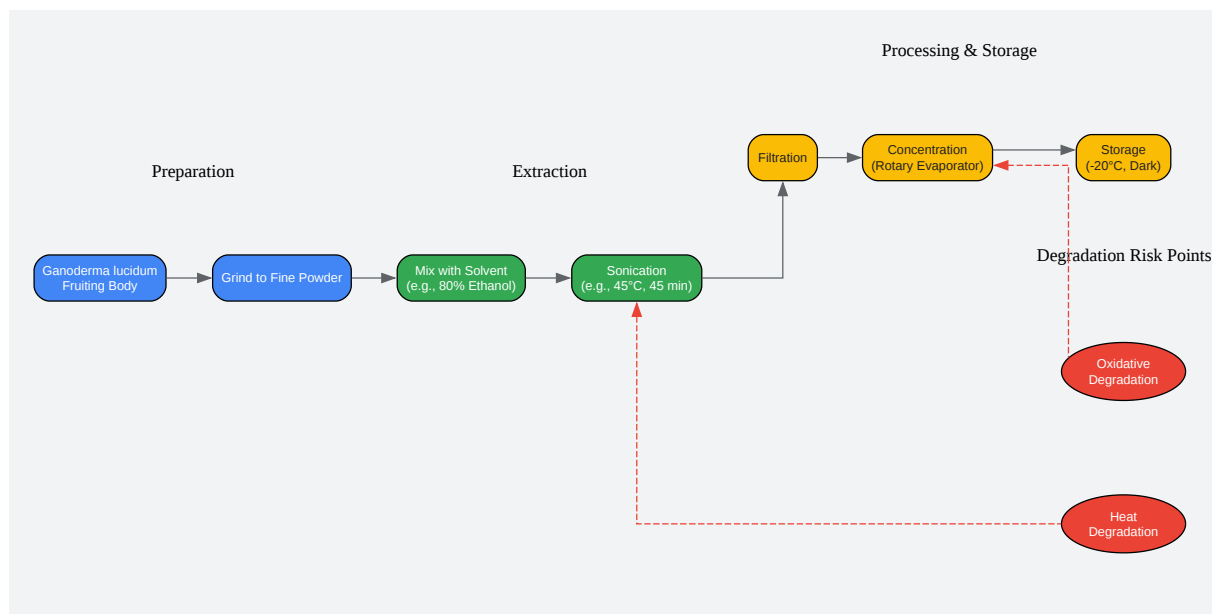 Processing & Storage
Preparation
Extraction
Filtration
Concentration
(Rotary Evaporator)
Storage
(-20°C, Dark)
Ganoderma lucidum
Fruiting Body
Grind to Fine Powder
Mix with Solvent
(e.g., 80% Ethanol)
Sonication
(e.g., 45°C, 45 min)
Degradation Risk Points
Oxidative
Degradation
Heat
Degradation